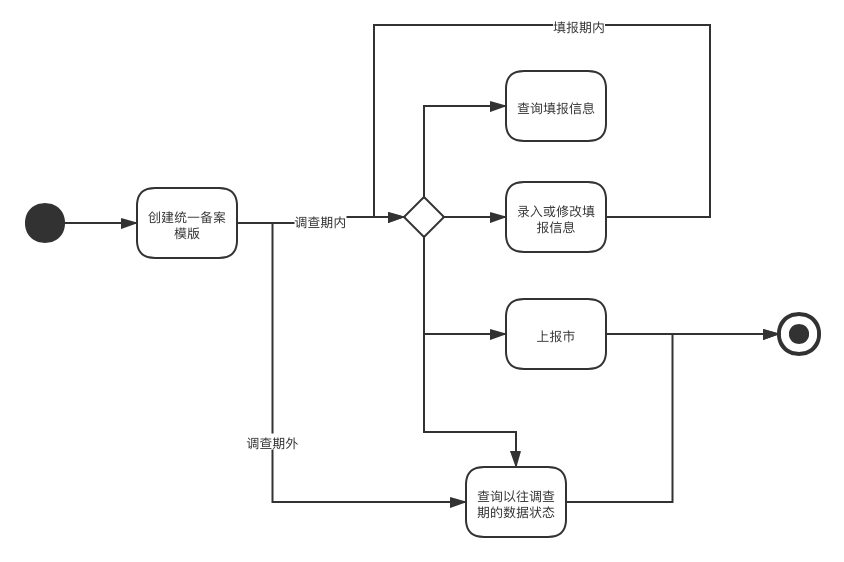 填报期内
查询填报信息
创建统一备案
模版
调查期内
录入或修改填
报信息
上报市
调查期外
查询以往调查
期的数据状态